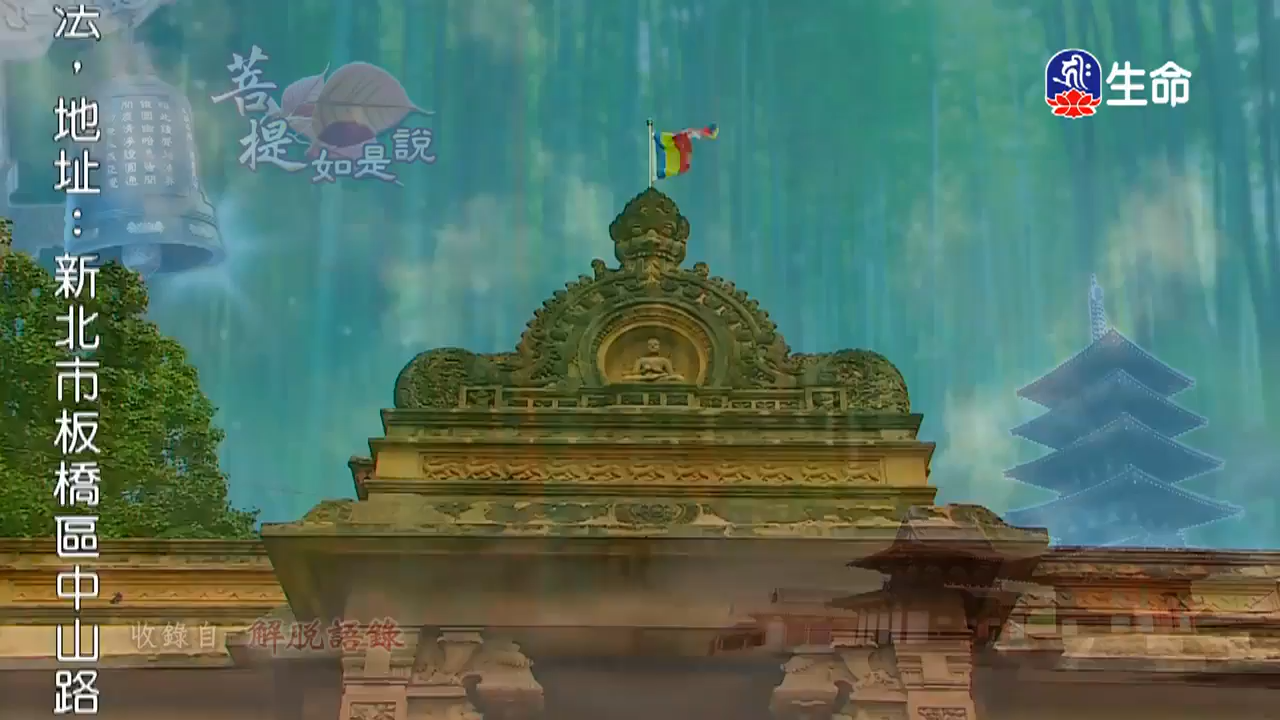 法，地址：新北市板橋區中山路
菩提如是說
生命
收錄自 解脫語錄